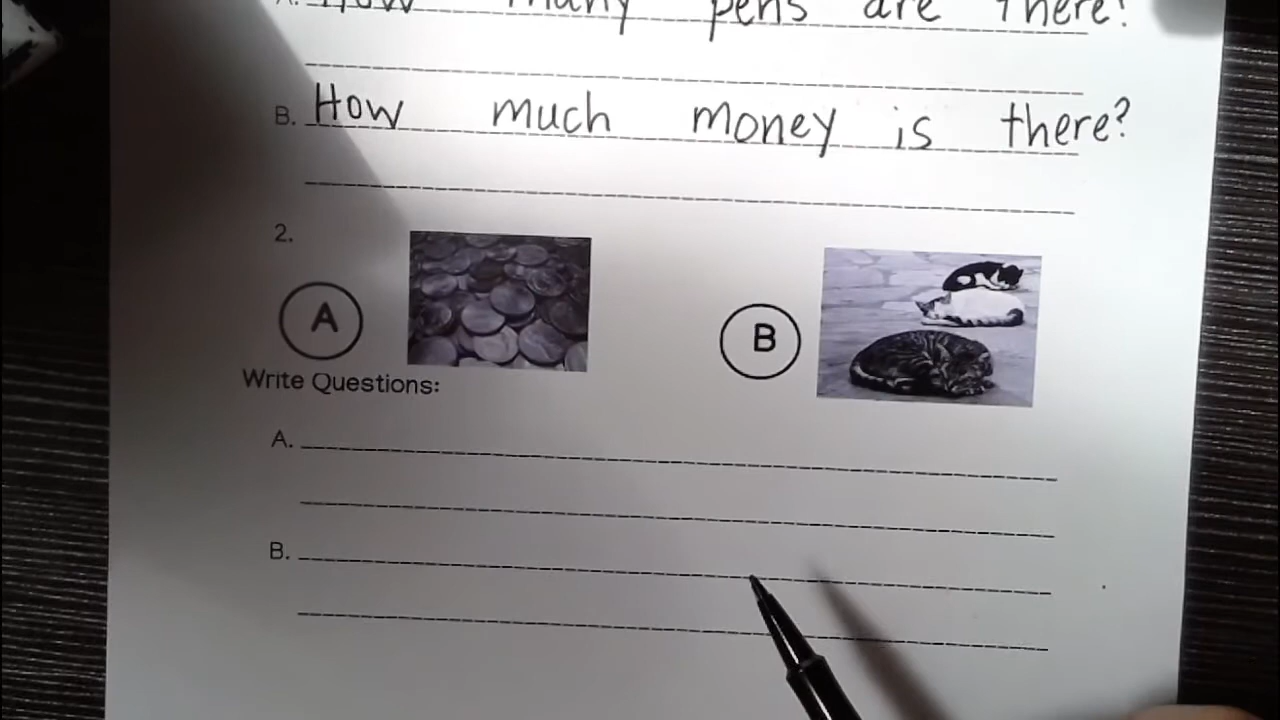 A. How many pens are there?
B. How much money is there?
2.
A
B
Write Questions:
A.
B.